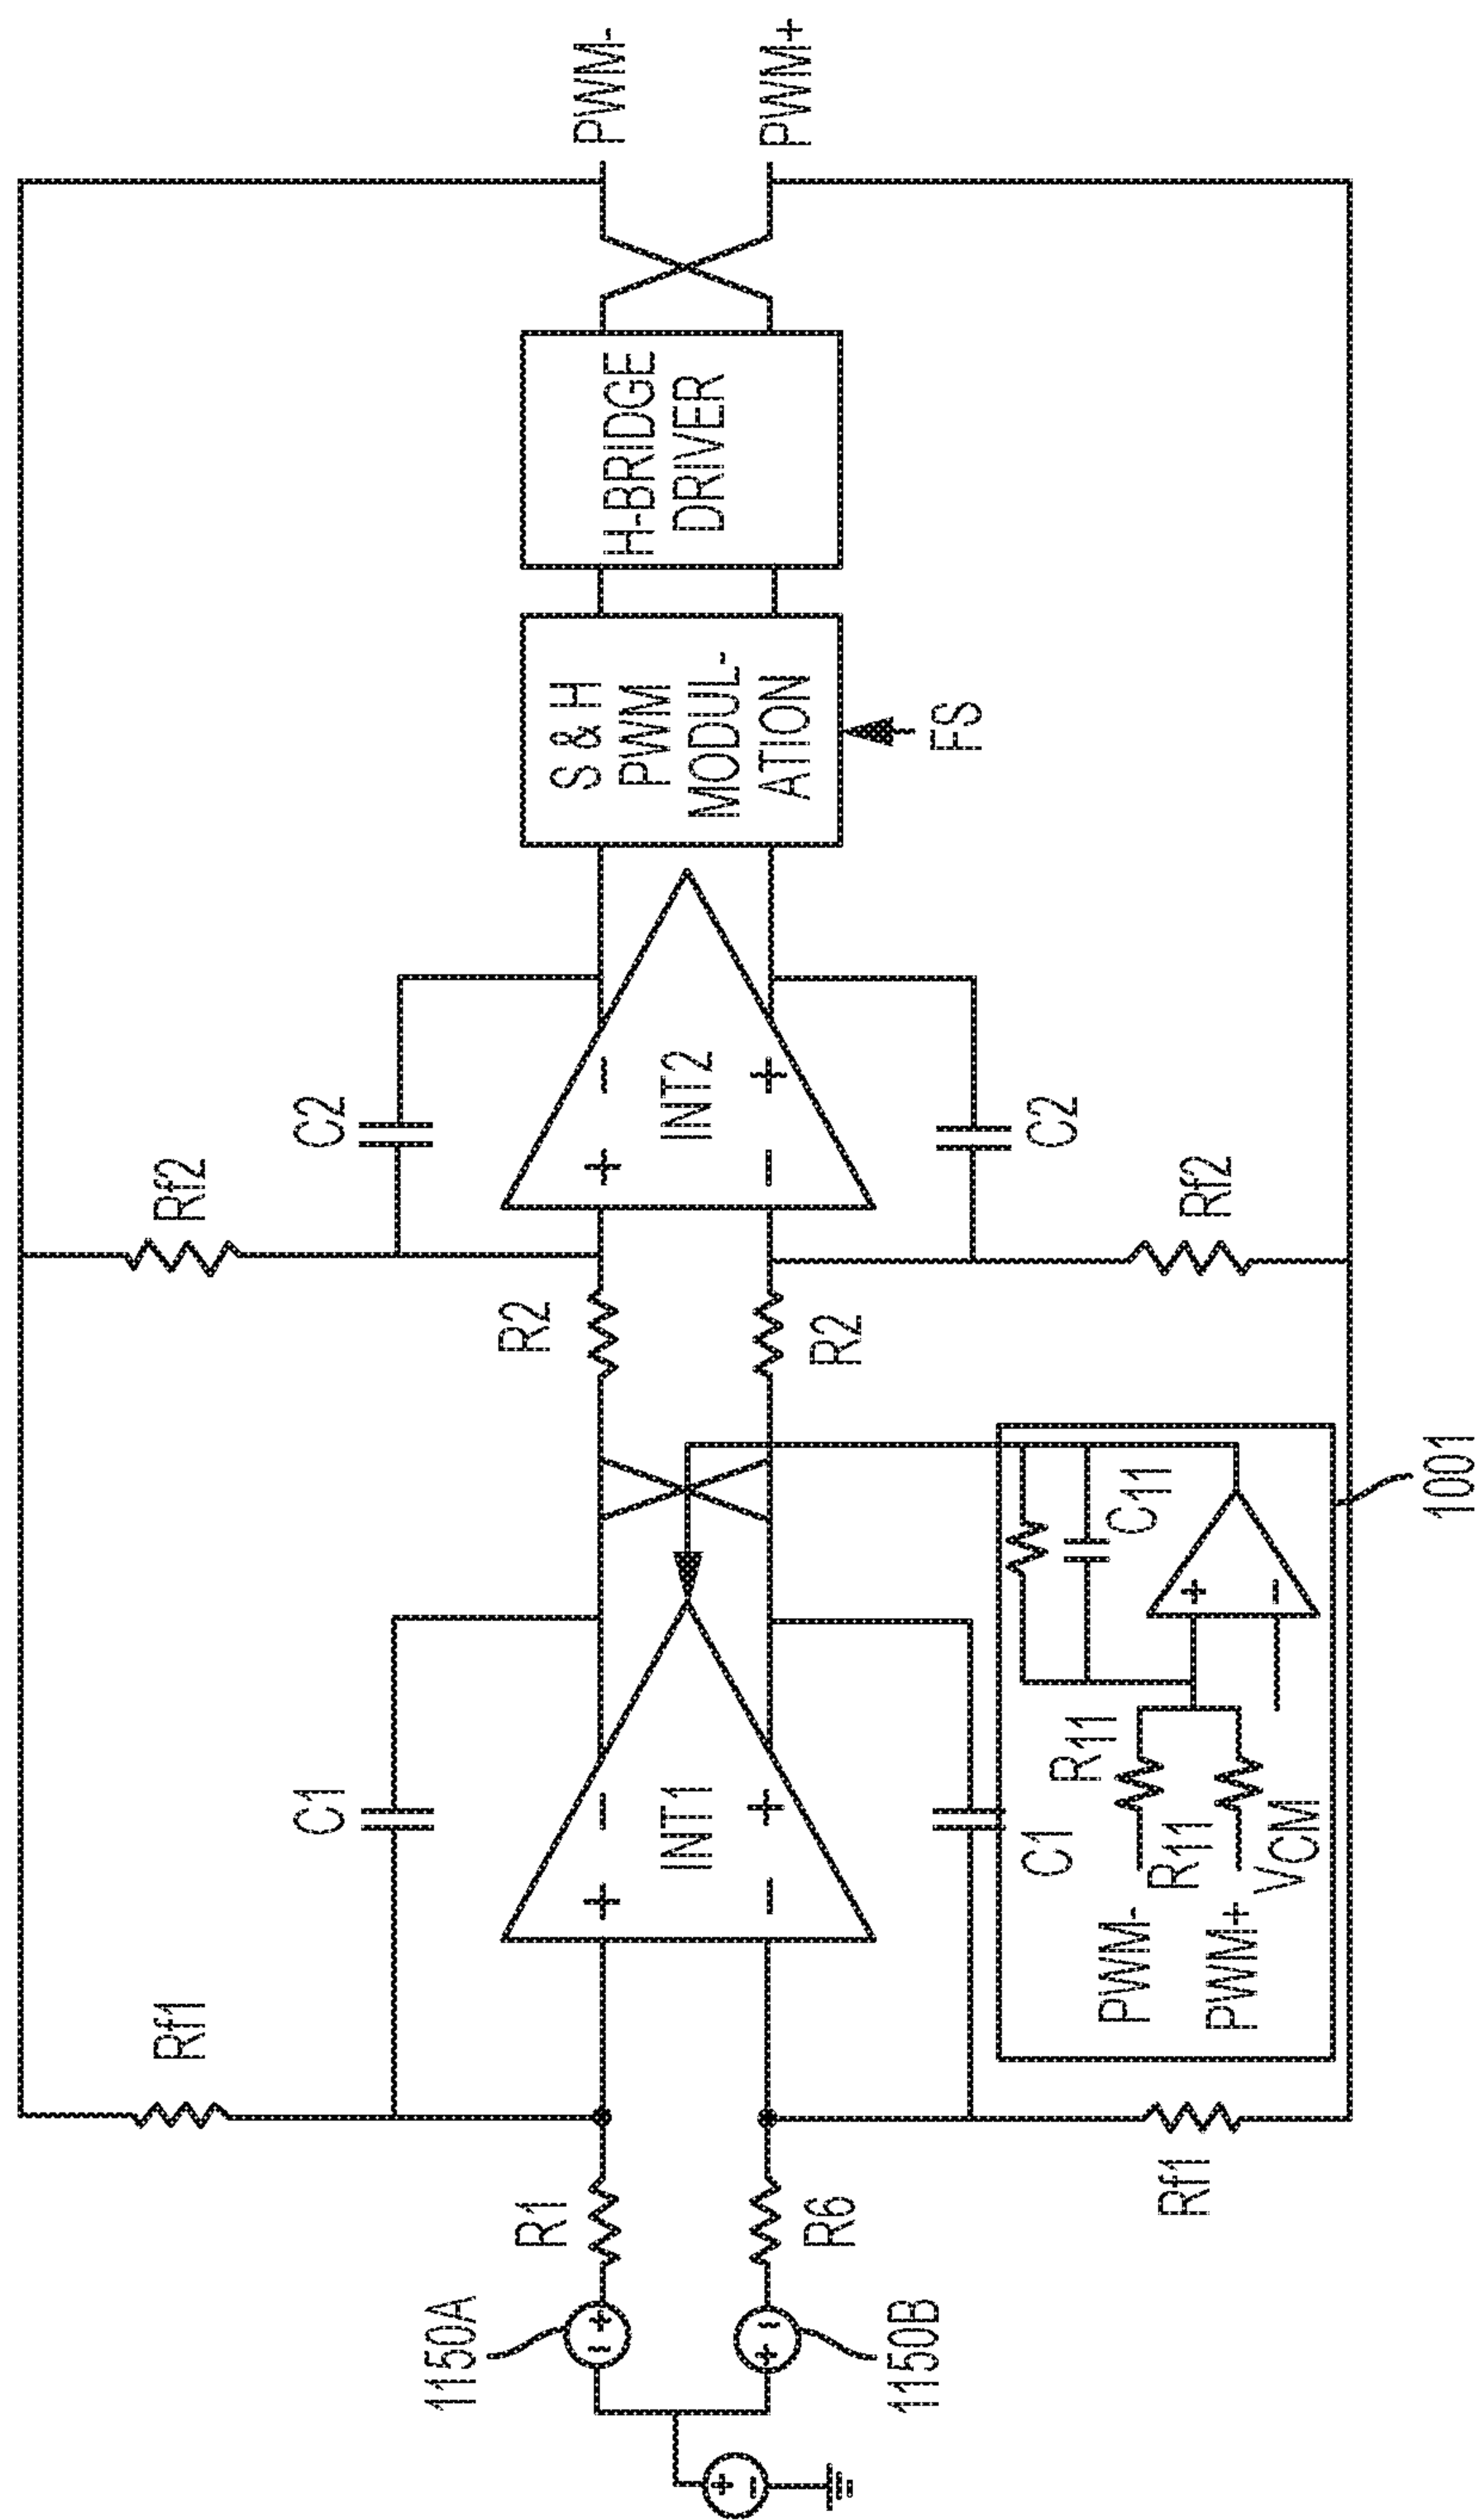 PWM-
PWM+
H-BRIDGE
DRIVER
S & H
PWM
MODUL-
ATION
FS
C2
INT2
+
-
-
+
C2
Rf2
Rf2
R2
R2
C1
INT1
+
-
-
+
C1
Rf1
Rf1
R1
R6
1150A
1150B
+
-
+
-
+
-
C11
R11
R11
+
-
PWM-
PWM+
VCM
1001